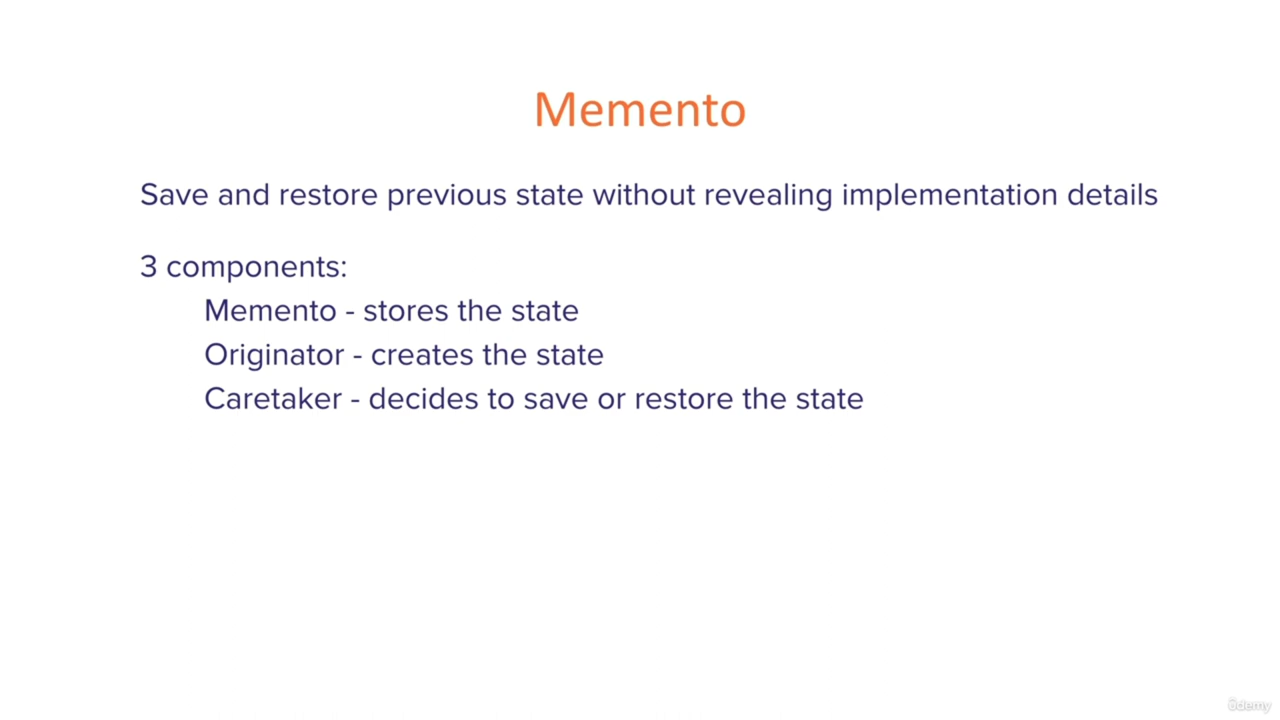 Memento
Save and restore previous state without revealing implementation details
3 components:
Memento - stores the state
Originator - creates the state
Caretaker - decides to save or restore the state
ûdemy